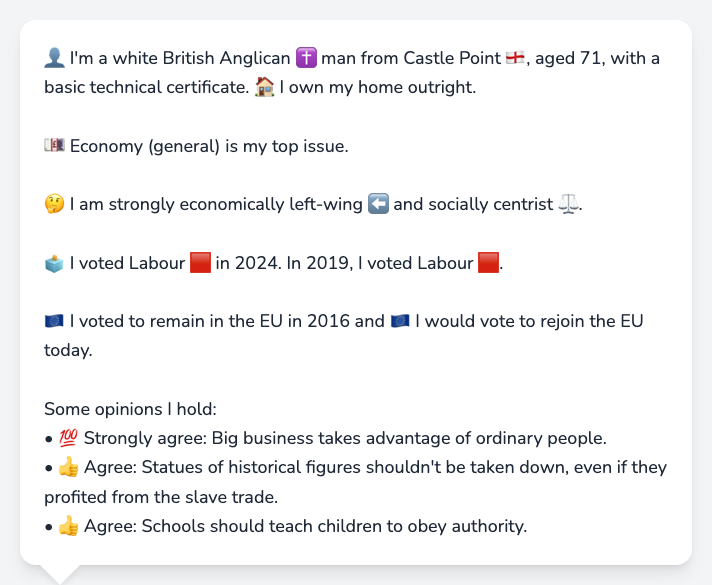 👤 I'm a white British Anglican ✝️ man from Castle Point 🏴󠁧󠁢󠁥󠁮󠁧󠁿, aged 71, with a
basic technical certificate. 🏠 I own my home outright.
💷 Economy (general) is my top issue.
🤔 I am strongly economically left-wing ⬅️ and socially centrist ⚖️.
🗳️ I voted Labour 🟥 in 2024. In 2019, I voted Labour 🟥.
🇪🇺 I voted to remain in the EU in 2016 and 🇪🇺 I would vote to rejoin the EU
today.
Some opinions I hold:
• 💯 Strongly agree: Big business takes advantage of ordinary people.
• 👍 Agree: Statues of historical figures shouldn't be taken down, even if they
profited from the slave trade.
• 👍 Agree: Schools should teach children to obey authority.